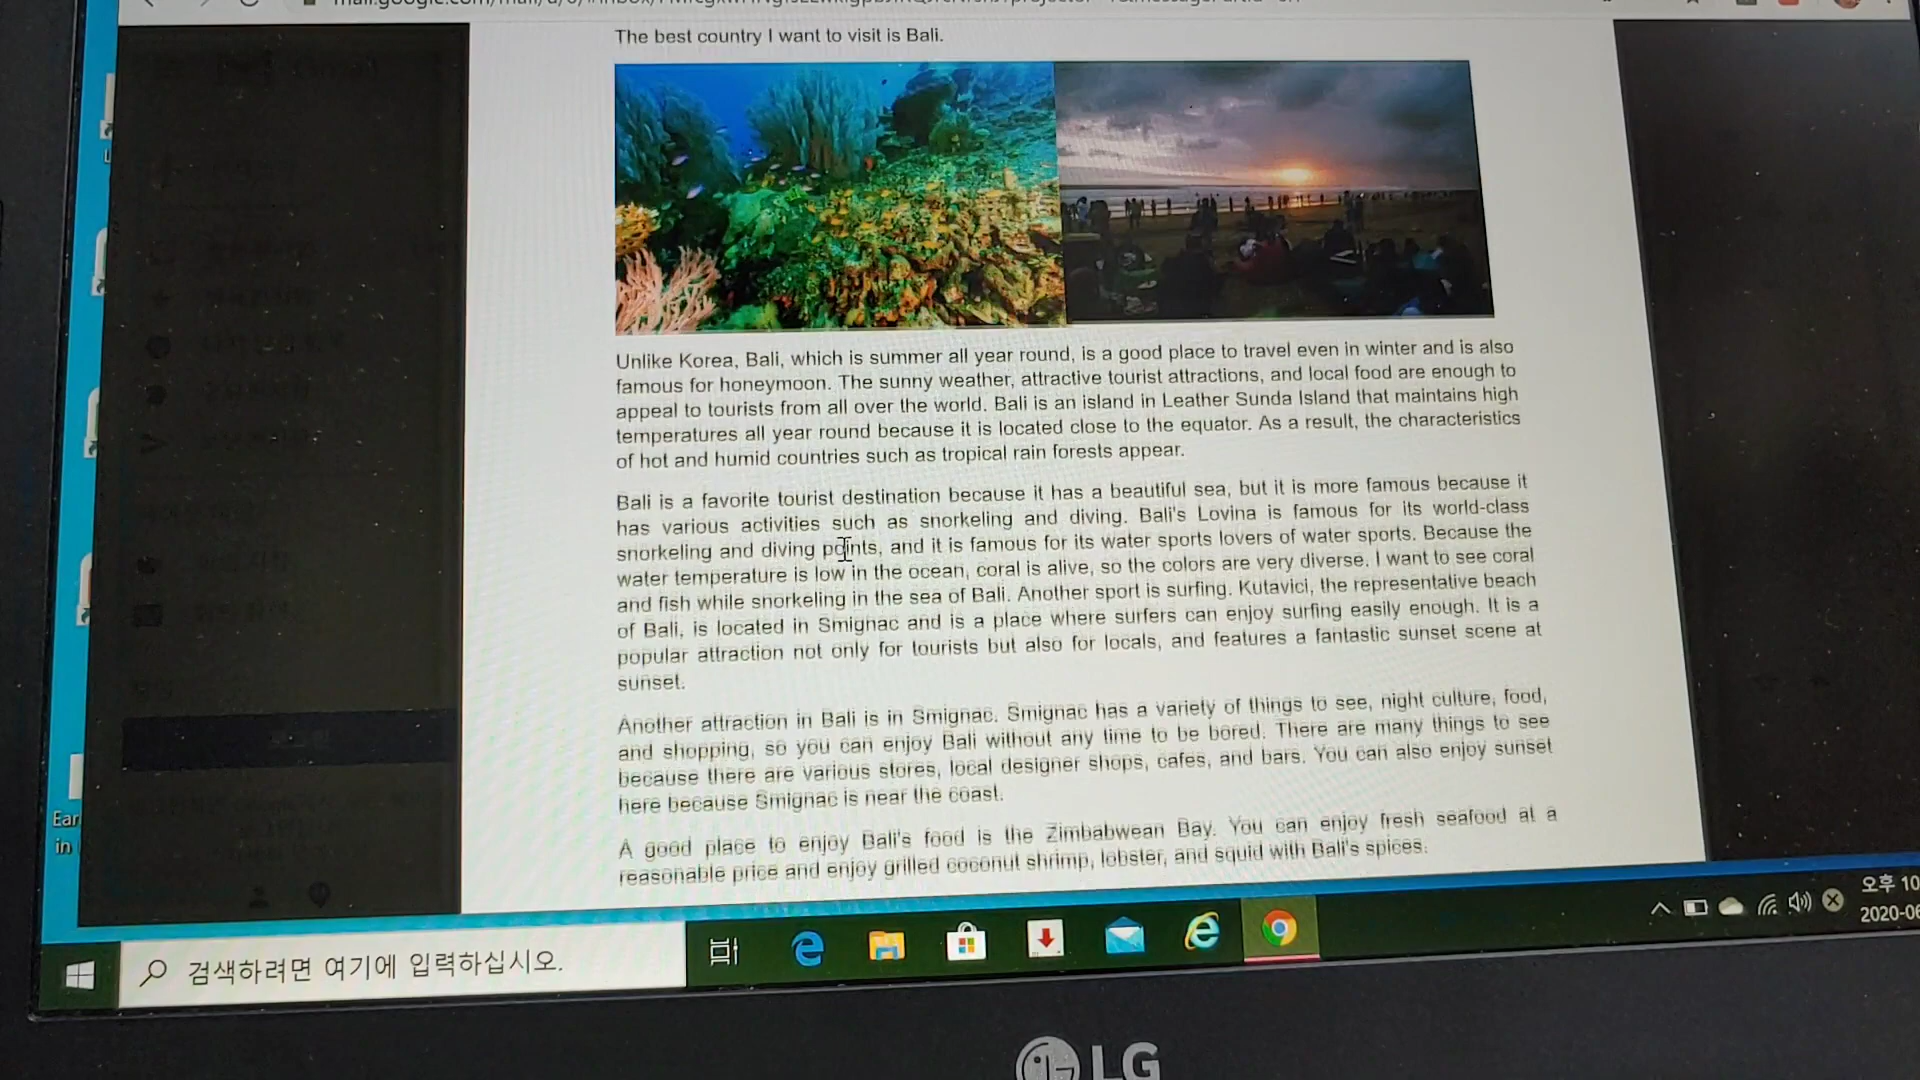 The best country I want to visit is Bali.
Unlike Korea, Bali, which is summer all year round, is a good place to travel even in winter and is also
famous for honeymoon. The sunny weather, attractive tourist attractions, and local food are enough to
appeal to tourists from all over the world. Bali is an island in Leather Sunda Island that maintains high
temperatures all year round because it is located close to the equator. As a result, the characteristics
of hot and humid countries such as tropical rain forests appear.
Bali is a favorite tourist destination because it has a beautiful sea, but it is more famous because it
has various activities such as snorkeling and diving. Bali's Lovina is famous for its world-class
snorkeling and diving points, and it is famous for its water sports lovers of water sports. Because the
water temperature is low in the ocean, coral is alive, so the colors are very diverse. I want to see coral
and fish while snorkeling in the sea of Bali. Another sport is surfing. Kutavici, the representative beach
of Bali, is located in Smignac and is a place where surfers can enjoy surfing easily enough. It is a
popular attraction not only for tourists but also for locals, and features a fantastic sunset scene at
sunset.
Another attraction in Bali is in Smignac. Smignac has a variety of things to see, night culture, food,
and shopping, so you can enjoy Bali without any time to be bored. There are many things to see
because there are various stores, local designer shops, cafes, and bars. You can also enjoy sunset
here because Smignac is near the coast.
A good place to enjoy Bali's food is the Zimbabwean Bay. You can enjoy fresh seafood at a
reasonable price and enjoy grilled coconut shrimp, lobster, and squid with Bali's spices.
Ear
in
검색하려면 여기에 입력하십시오.
오후 10
2020-06
LG